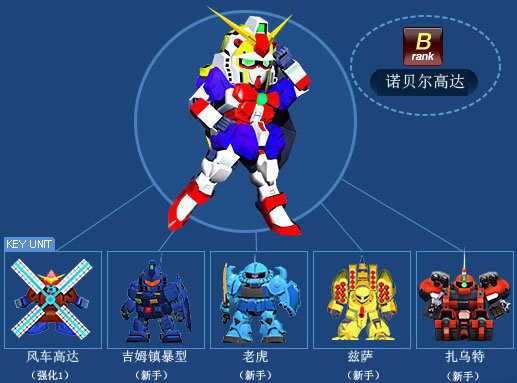 B
rank
诺贝尔高达
KEY UNIT
风车高达
（强化1）
吉姆镇暴型
（新手）
老虎
（新手）
兹萨
（新手）
扎乌特
（新手）